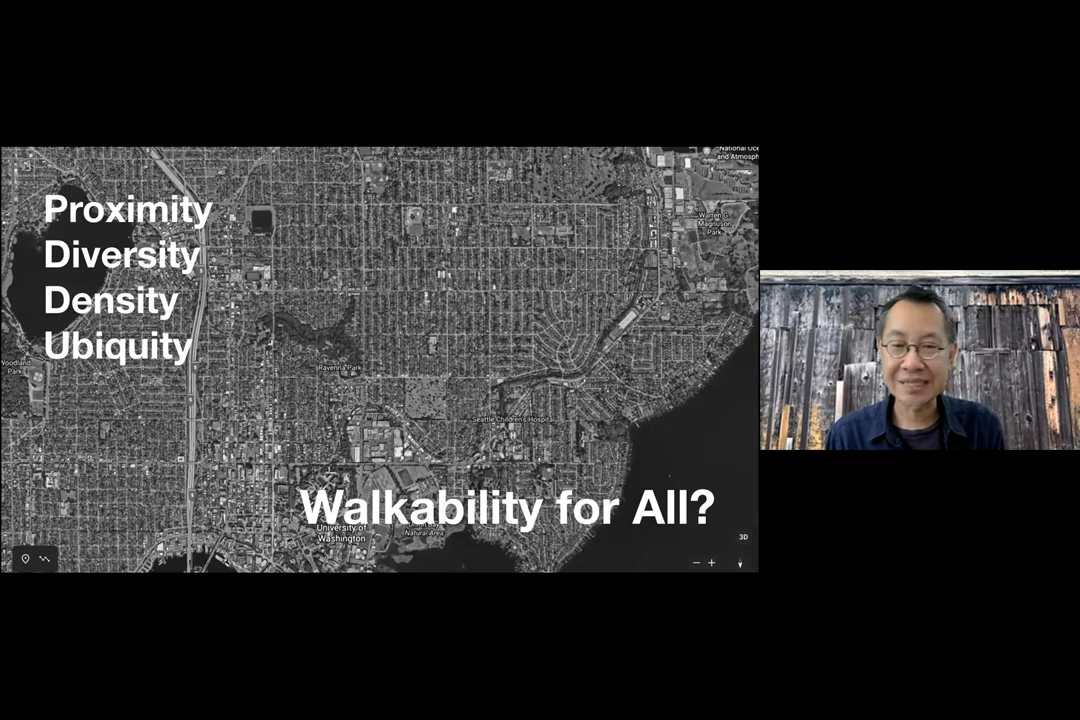 Proximity
Diversity
Density
Ubiquity
Walkability for All?
National Oce
and Atmosph
Warren G.
Magnuson
Park
Woodland
Park
Ravenna Park
Seattle Children's Hospital
University of
Washington
Natural Area
3D